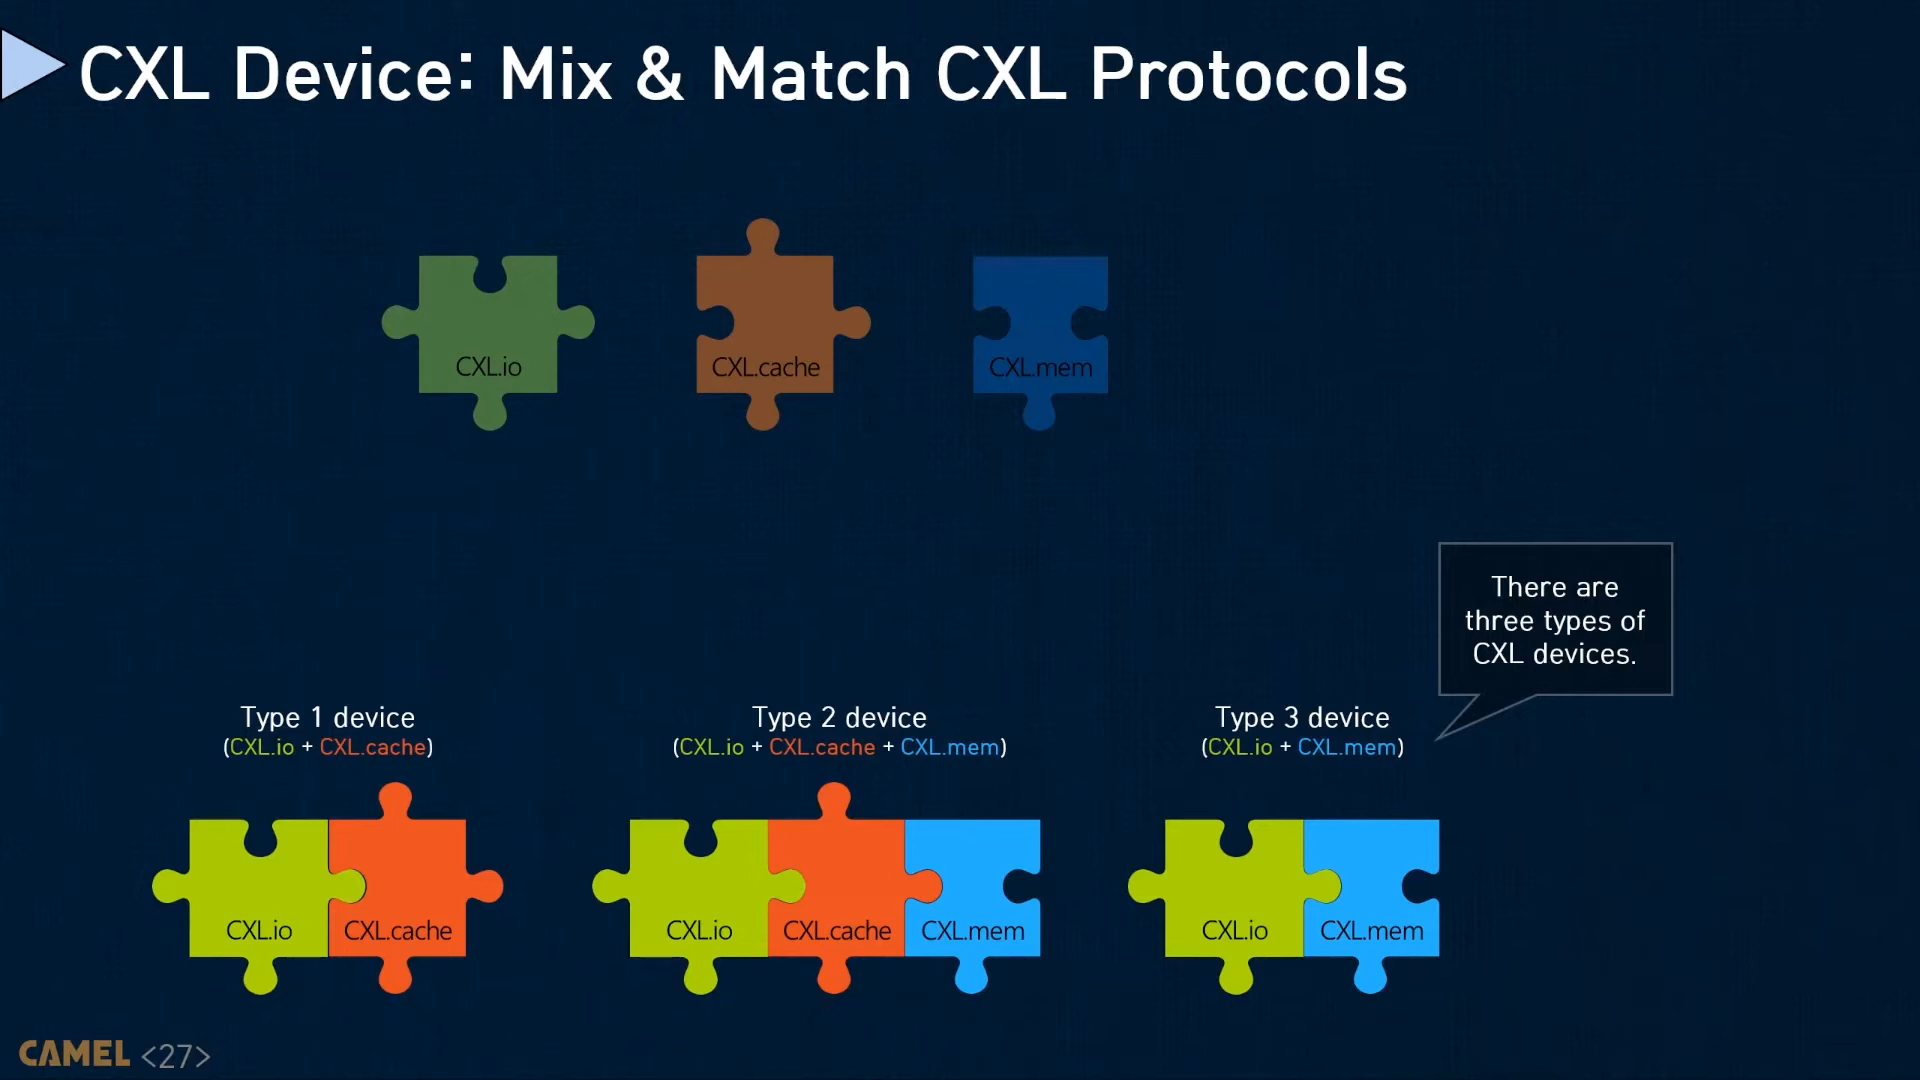 CXL Device: Mix & Match CXL Protocols
CXL.io
CXL.cache
CXL.mem
There are
three types of
CXL devices.
Type 1 device
(CXL.io + CXL.cache)
Type 2 device
(CXL.io + CXL.cache + CXL.mem)
Type 3 device
(CXL.io + CXL.mem)
CXL.io
CXL.cache
CXL.io
CXL.cache
CXL.mem
CXL.io
CXL.mem
CAMEL <27>